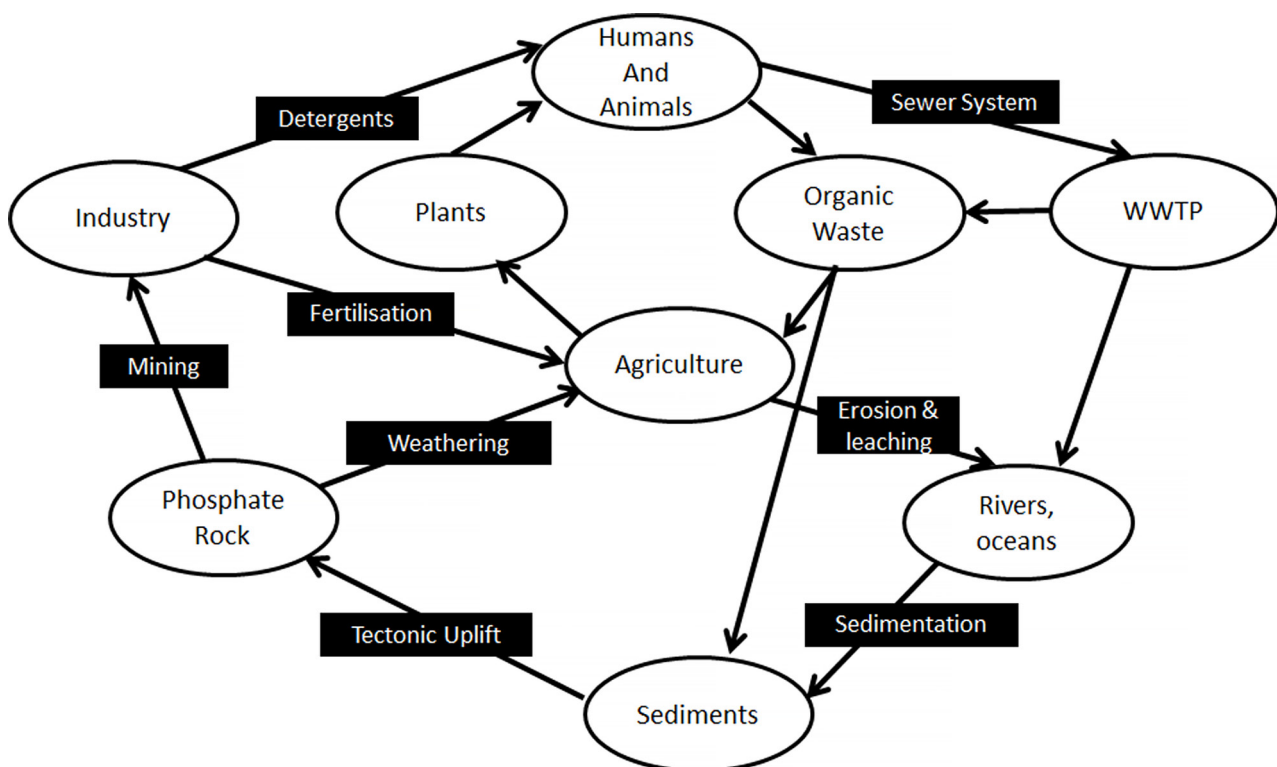 Humans
And
Animals
Detergents
Sewer System
Industry
Plants
Organic
Waste
WWTP
Fertilisation
Mining
Agriculture
Weathering
Erosion &
leaching
Phosphate
Rock
Rivers,
oceans
Tectonic Uplift
Sedimentation
Sediments